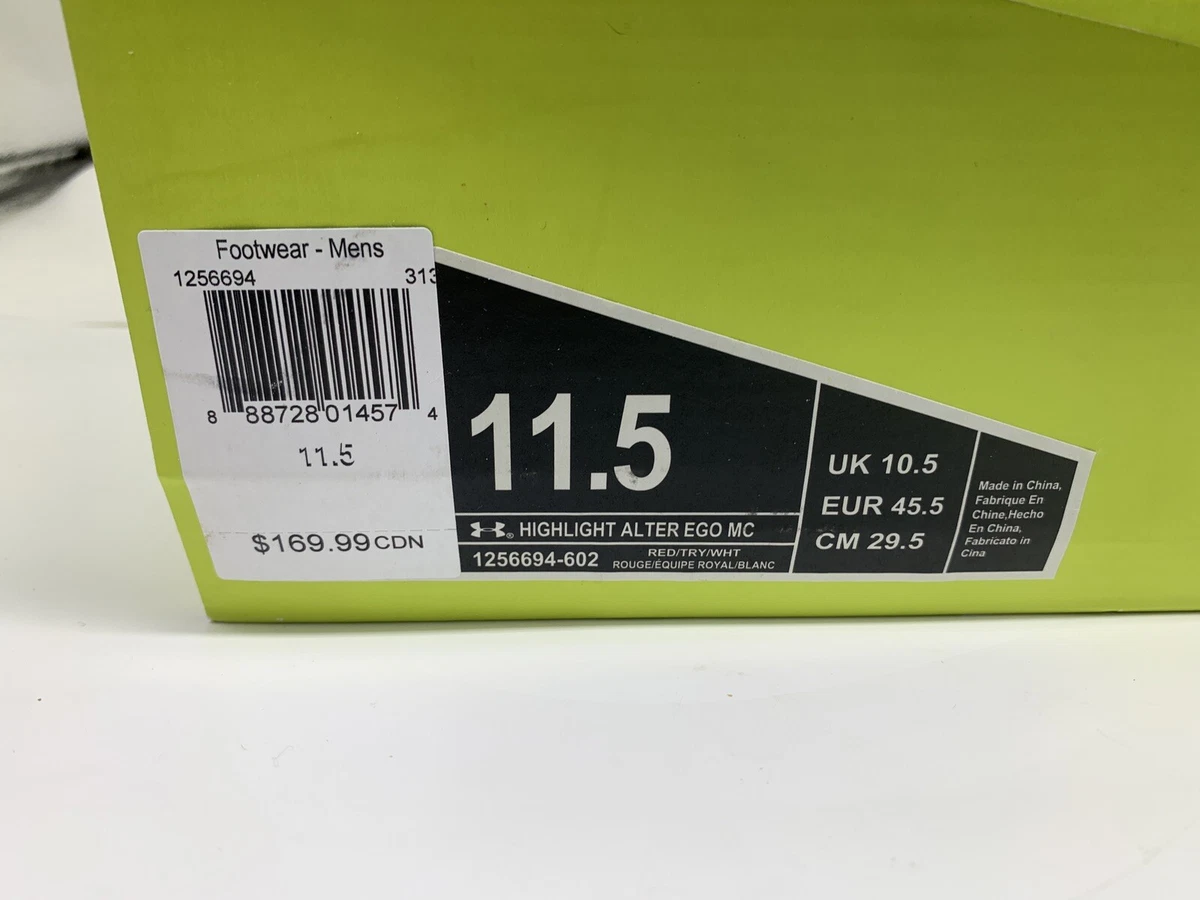 Footwear - Mens
1256694 313
8 88728 01457 4
11.5
$169.99 CDN
11.5
HIGHLIGHT ALTER EGO MC
1256694-602
RED/TRY/WHT
ROUGE/ÉQUIPE ROYAL/BLANC
UK 10.5
EUR 45.5
CM 29.5
Made in China,
Fabrique En
Chine,Hecho
En China,
Fabricato in
Cina